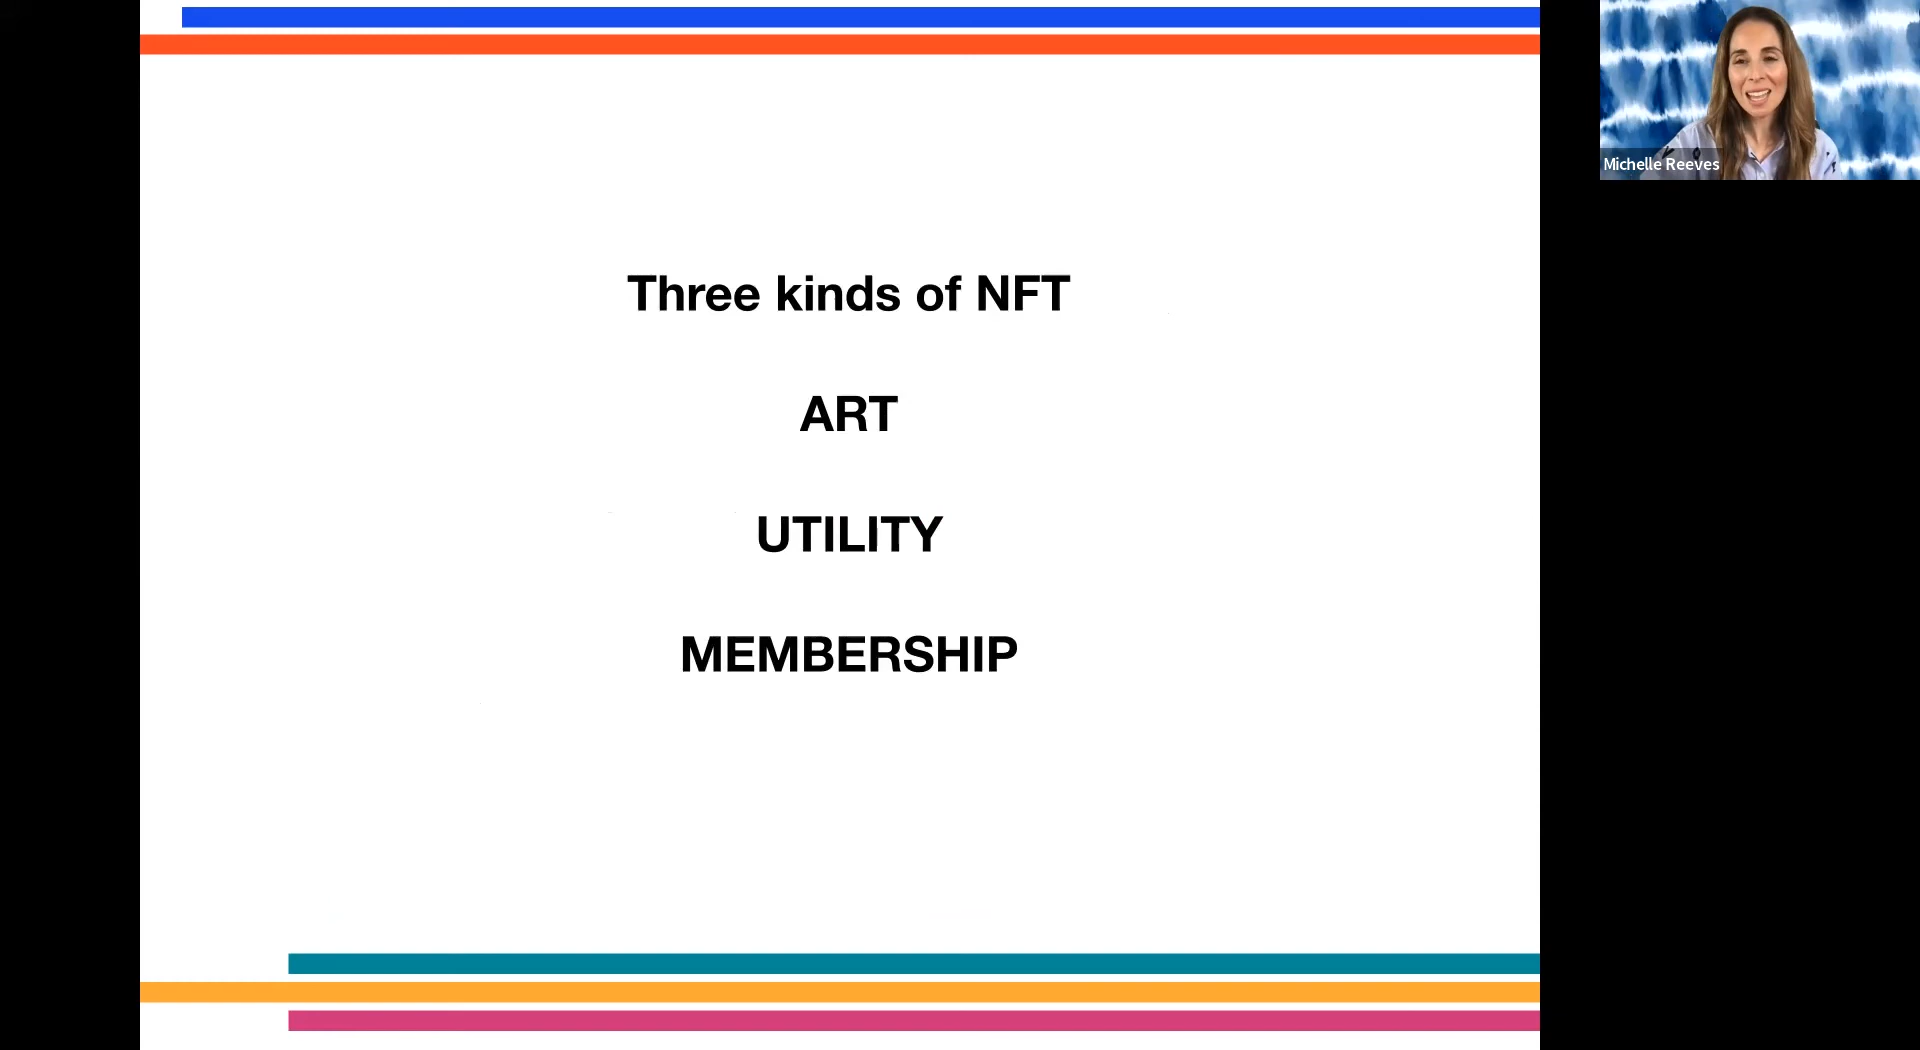 Three kinds of NFT
ART
UTILITY
MEMBERSHIP
Michelle Reeves